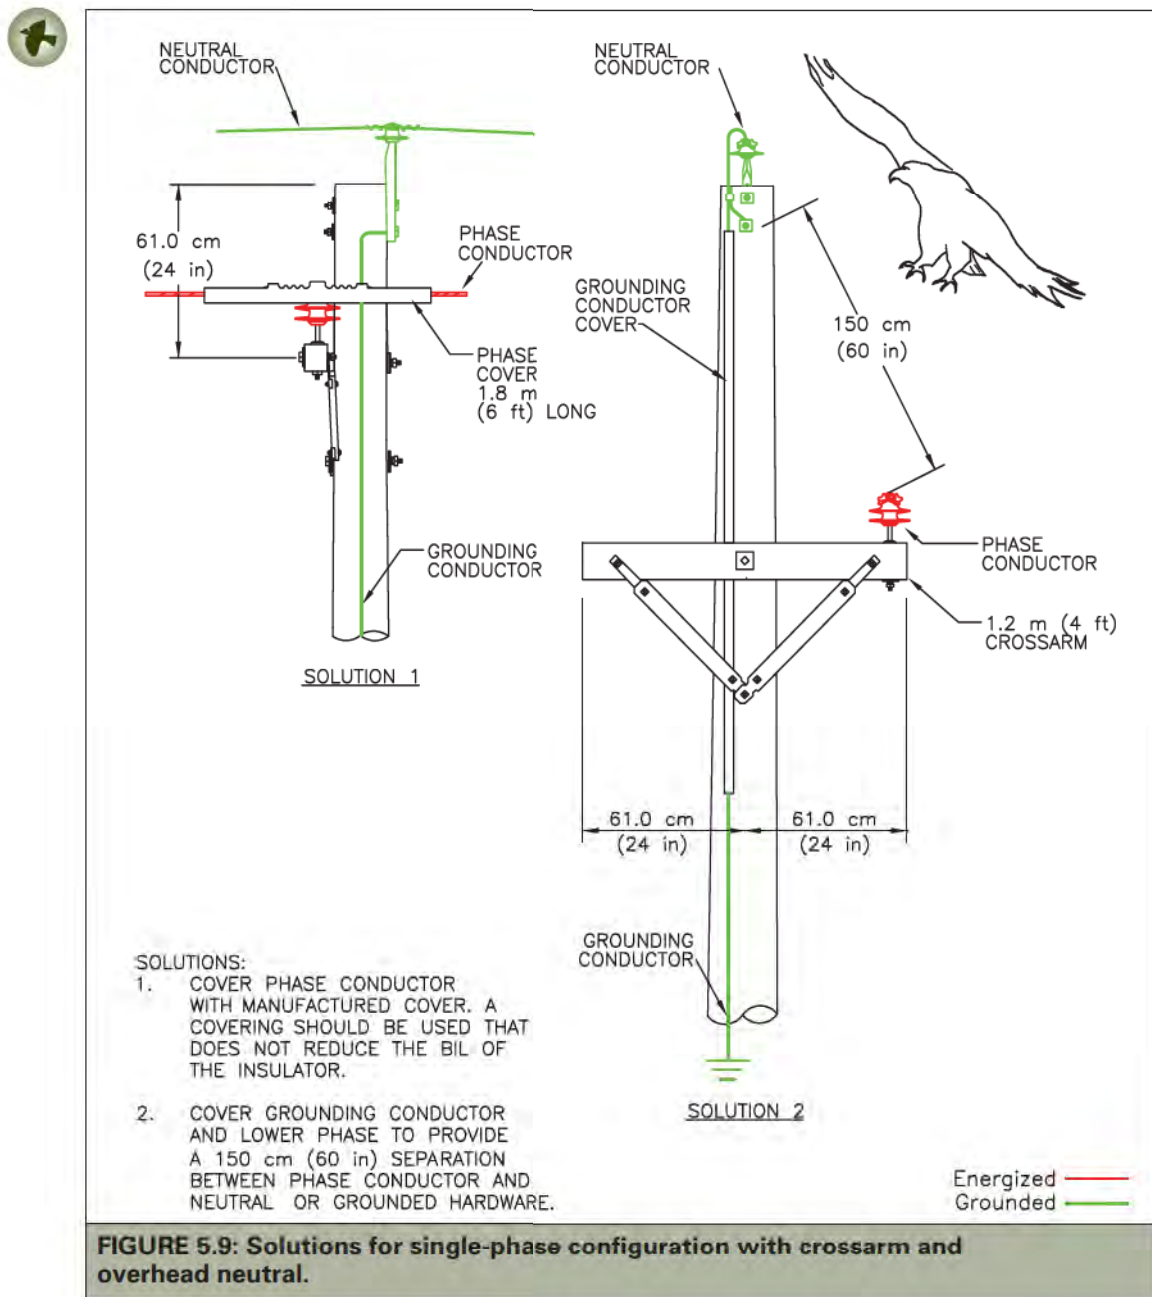 NEUTRAL
CONDUCTOR
61.0 cm
(24 in)
PHASE
CONDUCTOR
PHASE
COVER
1.8 m
(6 ft) LONG
GROUNDING
CONDUCTOR
SOLUTION 1
NEUTRAL
CONDUCTOR
GROUNDING
CONDUCTOR
COVER
150 cm
(60 in)
PHASE
CONDUCTOR
1.2 m (4 ft)
CROSSARM
61.0 cm
(24 in)
61.0 cm
(24 in)
GROUNDING
CONDUCTOR
SOLUTION 2
SOLUTIONS:
1. COVER PHASE CONDUCTOR
WITH MANUFACTURED COVER. A
COVERING SHOULD BE USED THAT
DOES NOT REDUCE THE BIL OF
THE INSULATOR.
2. COVER GROUNDING CONDUCTOR
AND LOWER PHASE TO PROVIDE
A 150 cm (60 in) SEPARATION
BETWEEN PHASE CONDUCTOR AND
NEUTRAL OR GROUNDED HARDWARE.
Energized
Grounded
FIGURE 5.9: Solutions for single-phase configuration with crossarm and
overhead neutral.